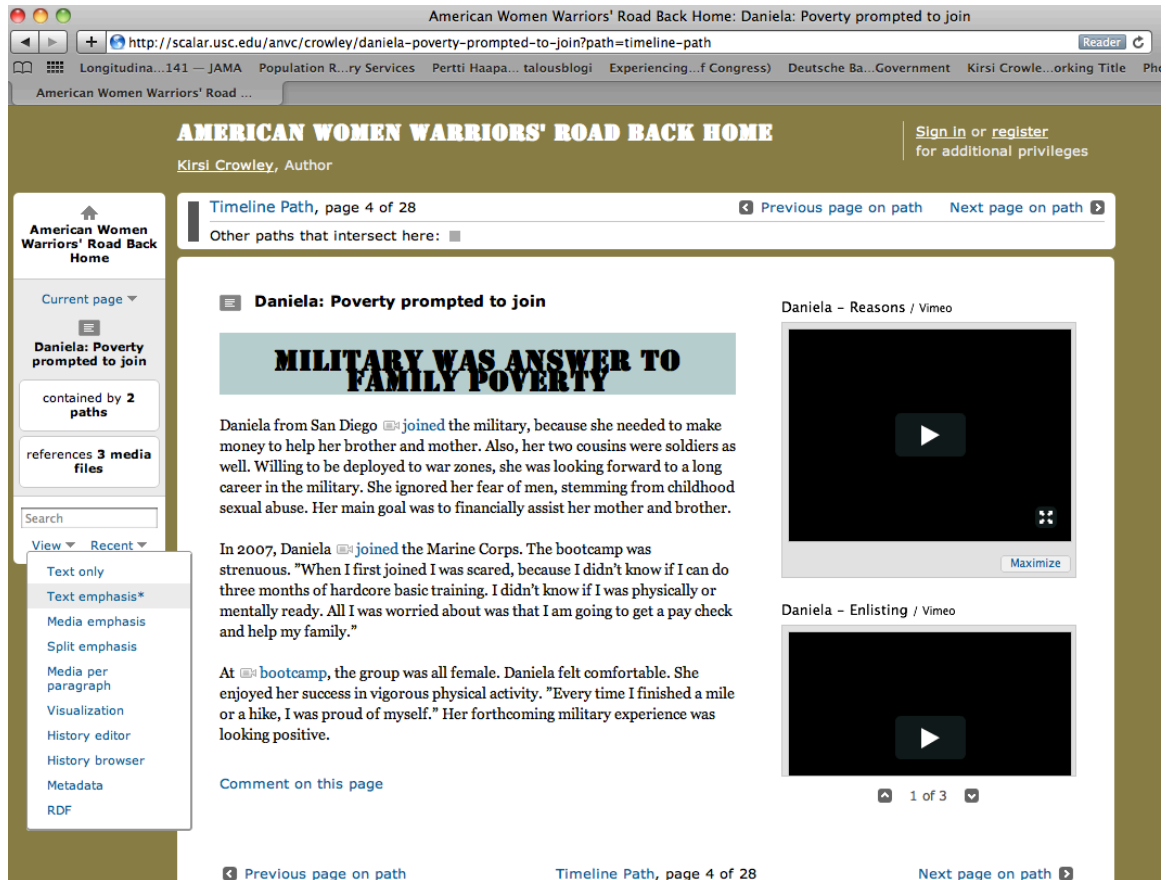 American Women Warriors' Road Back Home: Daniela: Poverty prompted to join
http://scalar.usc.edu/anvc/crowley/daniela-poverty-prompted-to-join?path=timeline-path
Reader
Longitudina...141 — JAMA Population R...ry Services Pertti Haapa... talousblogi Experiencing...f Congress) Deutsche Ba...Government Kirsi Crowle...orking Title Pho
American Women Warriors' Road ...
AMERICAN WOMEN WARRIORS' ROAD BACK HOME
Kirsi Crowley, Author
Sign in or register
for additional privileges
American Women
Warriors' Road Back
Home
Current page
Daniela: Poverty
prompted to join
contained by 2
paths
references 3 media
files
Search
View Recent
Text only
Text emphasis*
Media emphasis
Split emphasis
Media per
paragraph
Visualization
History editor
History browser
Metadata
RDF
Timeline Path, page 4 of 28
Previous page on path Next page on path
Other paths that intersect here:
Daniela: Poverty prompted to join
MILITARY WAS ANSWER TO
FAMILY POVERTY
Daniela from San Diego joined the military, because she needed to make
money to help her brother and mother. Also, her two cousins were soldiers as
well. Willing to be deployed to war zones, she was looking forward to a long
career in the military. She ignored her fear of men, stemming from childhood
sexual abuse. Her main goal was to financially assist her mother and brother.
In 2007, Daniela joined the Marine Corps. The bootcamp was
strenuous. ”When I first joined I was scared, because I didn’t know if I can do
three months of hardcore basic training. I didn’t know if I was physically or
mentally ready. All I was worried about was that I am going to get a pay check
and help my family.”
At bootcamp, the group was all female. Daniela felt comfortable. She
enjoyed her success in vigorous physical activity. ”Every time I finished a mile
or a hike, I was proud of myself.” Her forthcoming military experience was
looking positive.
Comment on this page
Daniela – Reasons / Vimeo
Maximize
Daniela – Enlisting / Vimeo
1 of 3
Previous page on path Timeline Path, page 4 of 28 Next page on path